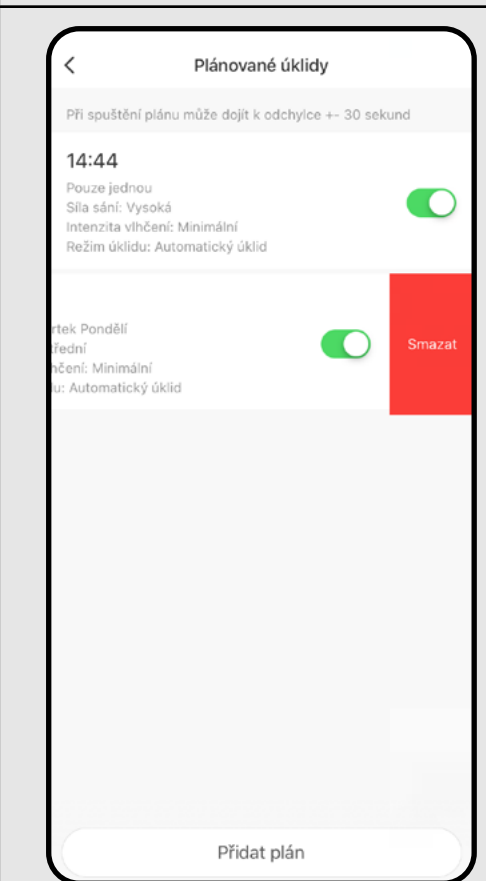 Plánované úklidy
Při spuštění plánu může dojít k odchylce +- 30 sekund
14:44
Pouze jednou
Síla sání: Vysoká
Intenzita vlhčení: Minimální
Režim úklidu: Automatický úklid
rtek Pondělí
třední
hčení: Minimální
u: Automatický úklid
Smazat
Přidat plán